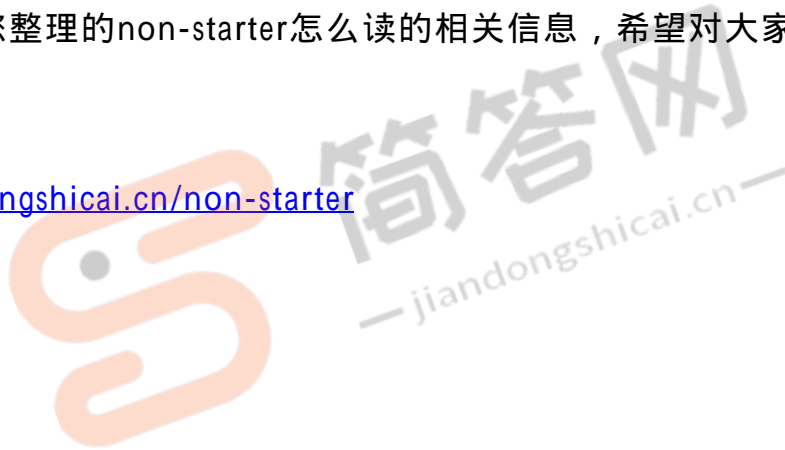 整理的non-starter怎么读的相关信息，希望对大家
ngshicai.cn/non-starter
简答网
jiandongshicai.cn